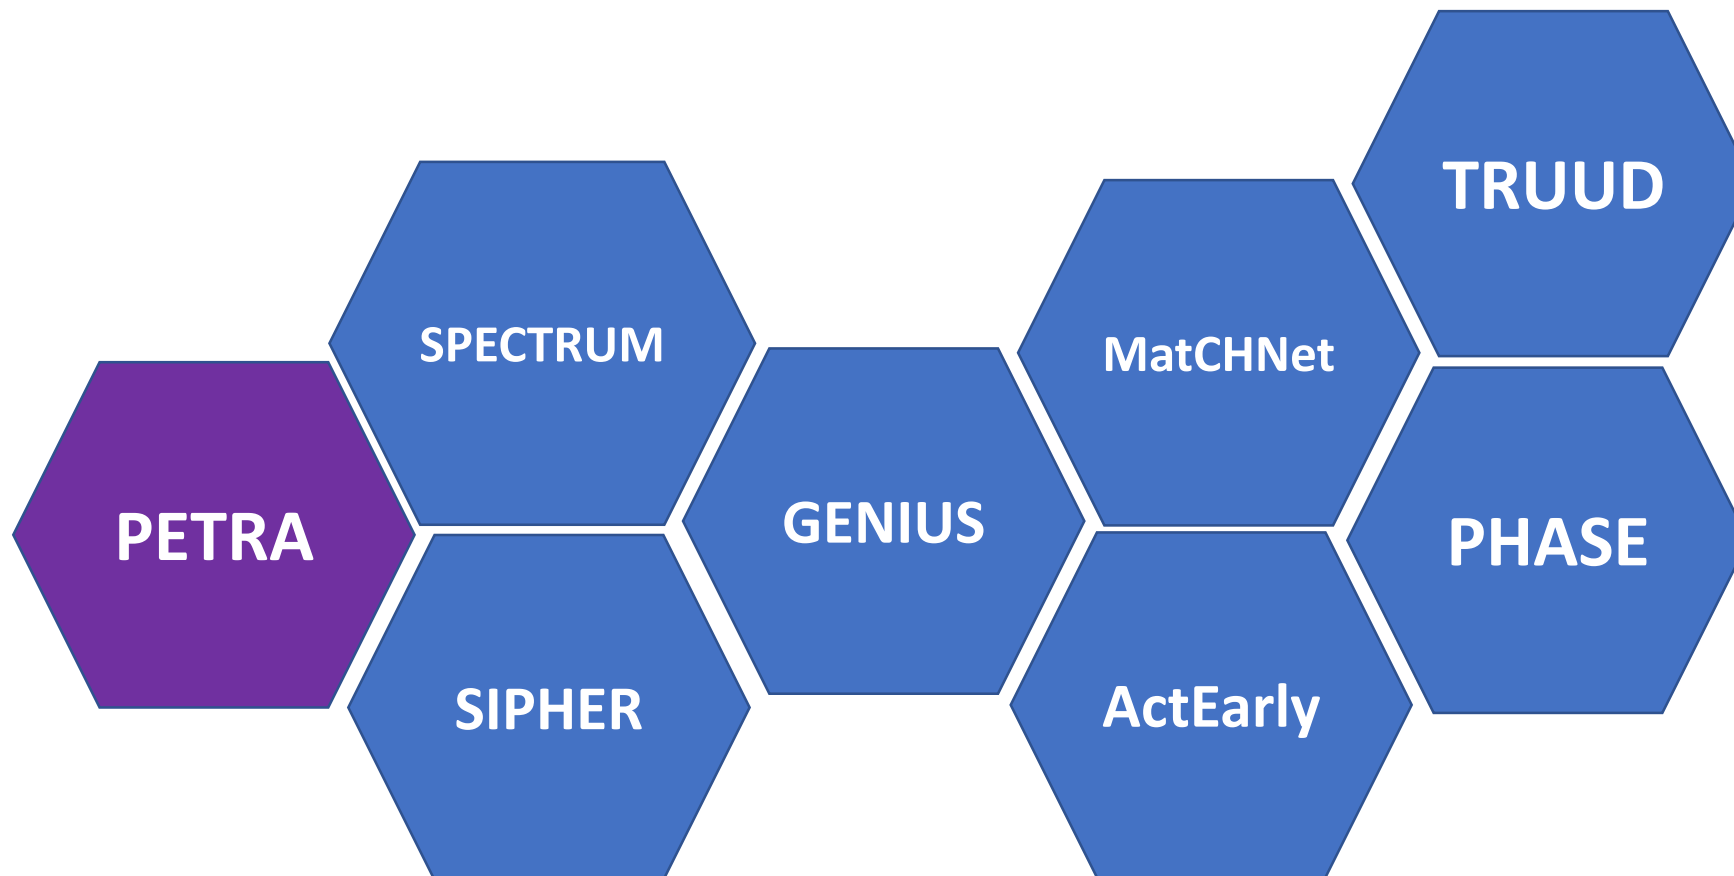 TRUUD
SPECTRUM
MatCHNet
PETRA
GENIUS
PHASE
SIPHER
ActEarly